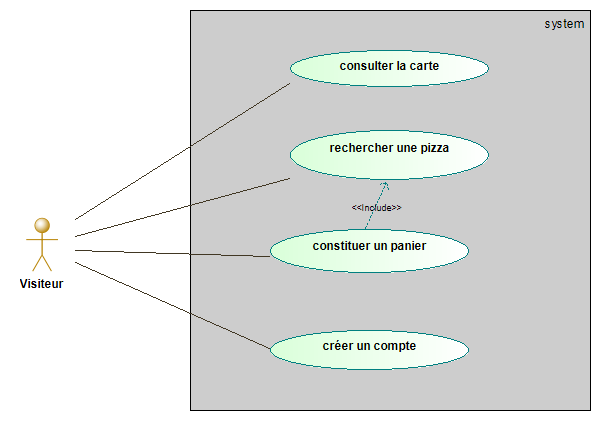 system
consulter la carte
rechercher une pizza
<<Include>>
constituer un panier
Visiteur
créer un compte